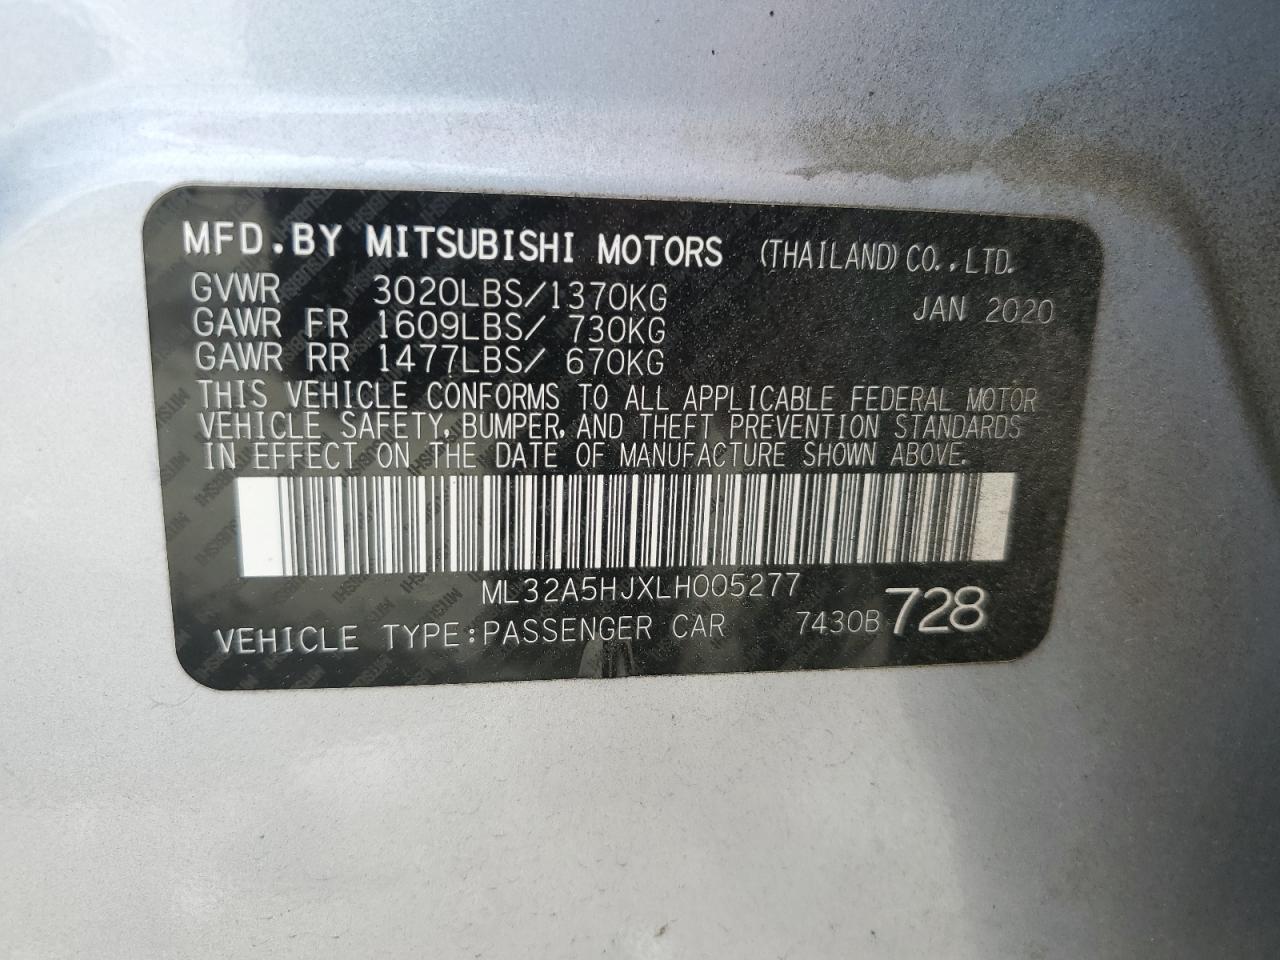 MFD.BY MITSUBISHI MOTORS (THAILAND) CO.,LTD.
GVWR 3020LBS/1370KG JAN 2020
GAWR FR 1609LBS/ 730KG
GAWR RR 1477LBS/ 670KG
THIS VEHICLE CONFORMS TO ALL APPLICABLE FEDERAL MOTOR
VEHICLE SAFETY, BUMPER, AND THEFT PREVENTION STANDARDS
IN EFFECT ON THE DATE OF MANUFACTURE SHOWN ABOVE.
ML32A5HJXLH005277
VEHICLE TYPE:PASSENGER CAR 7430B 728